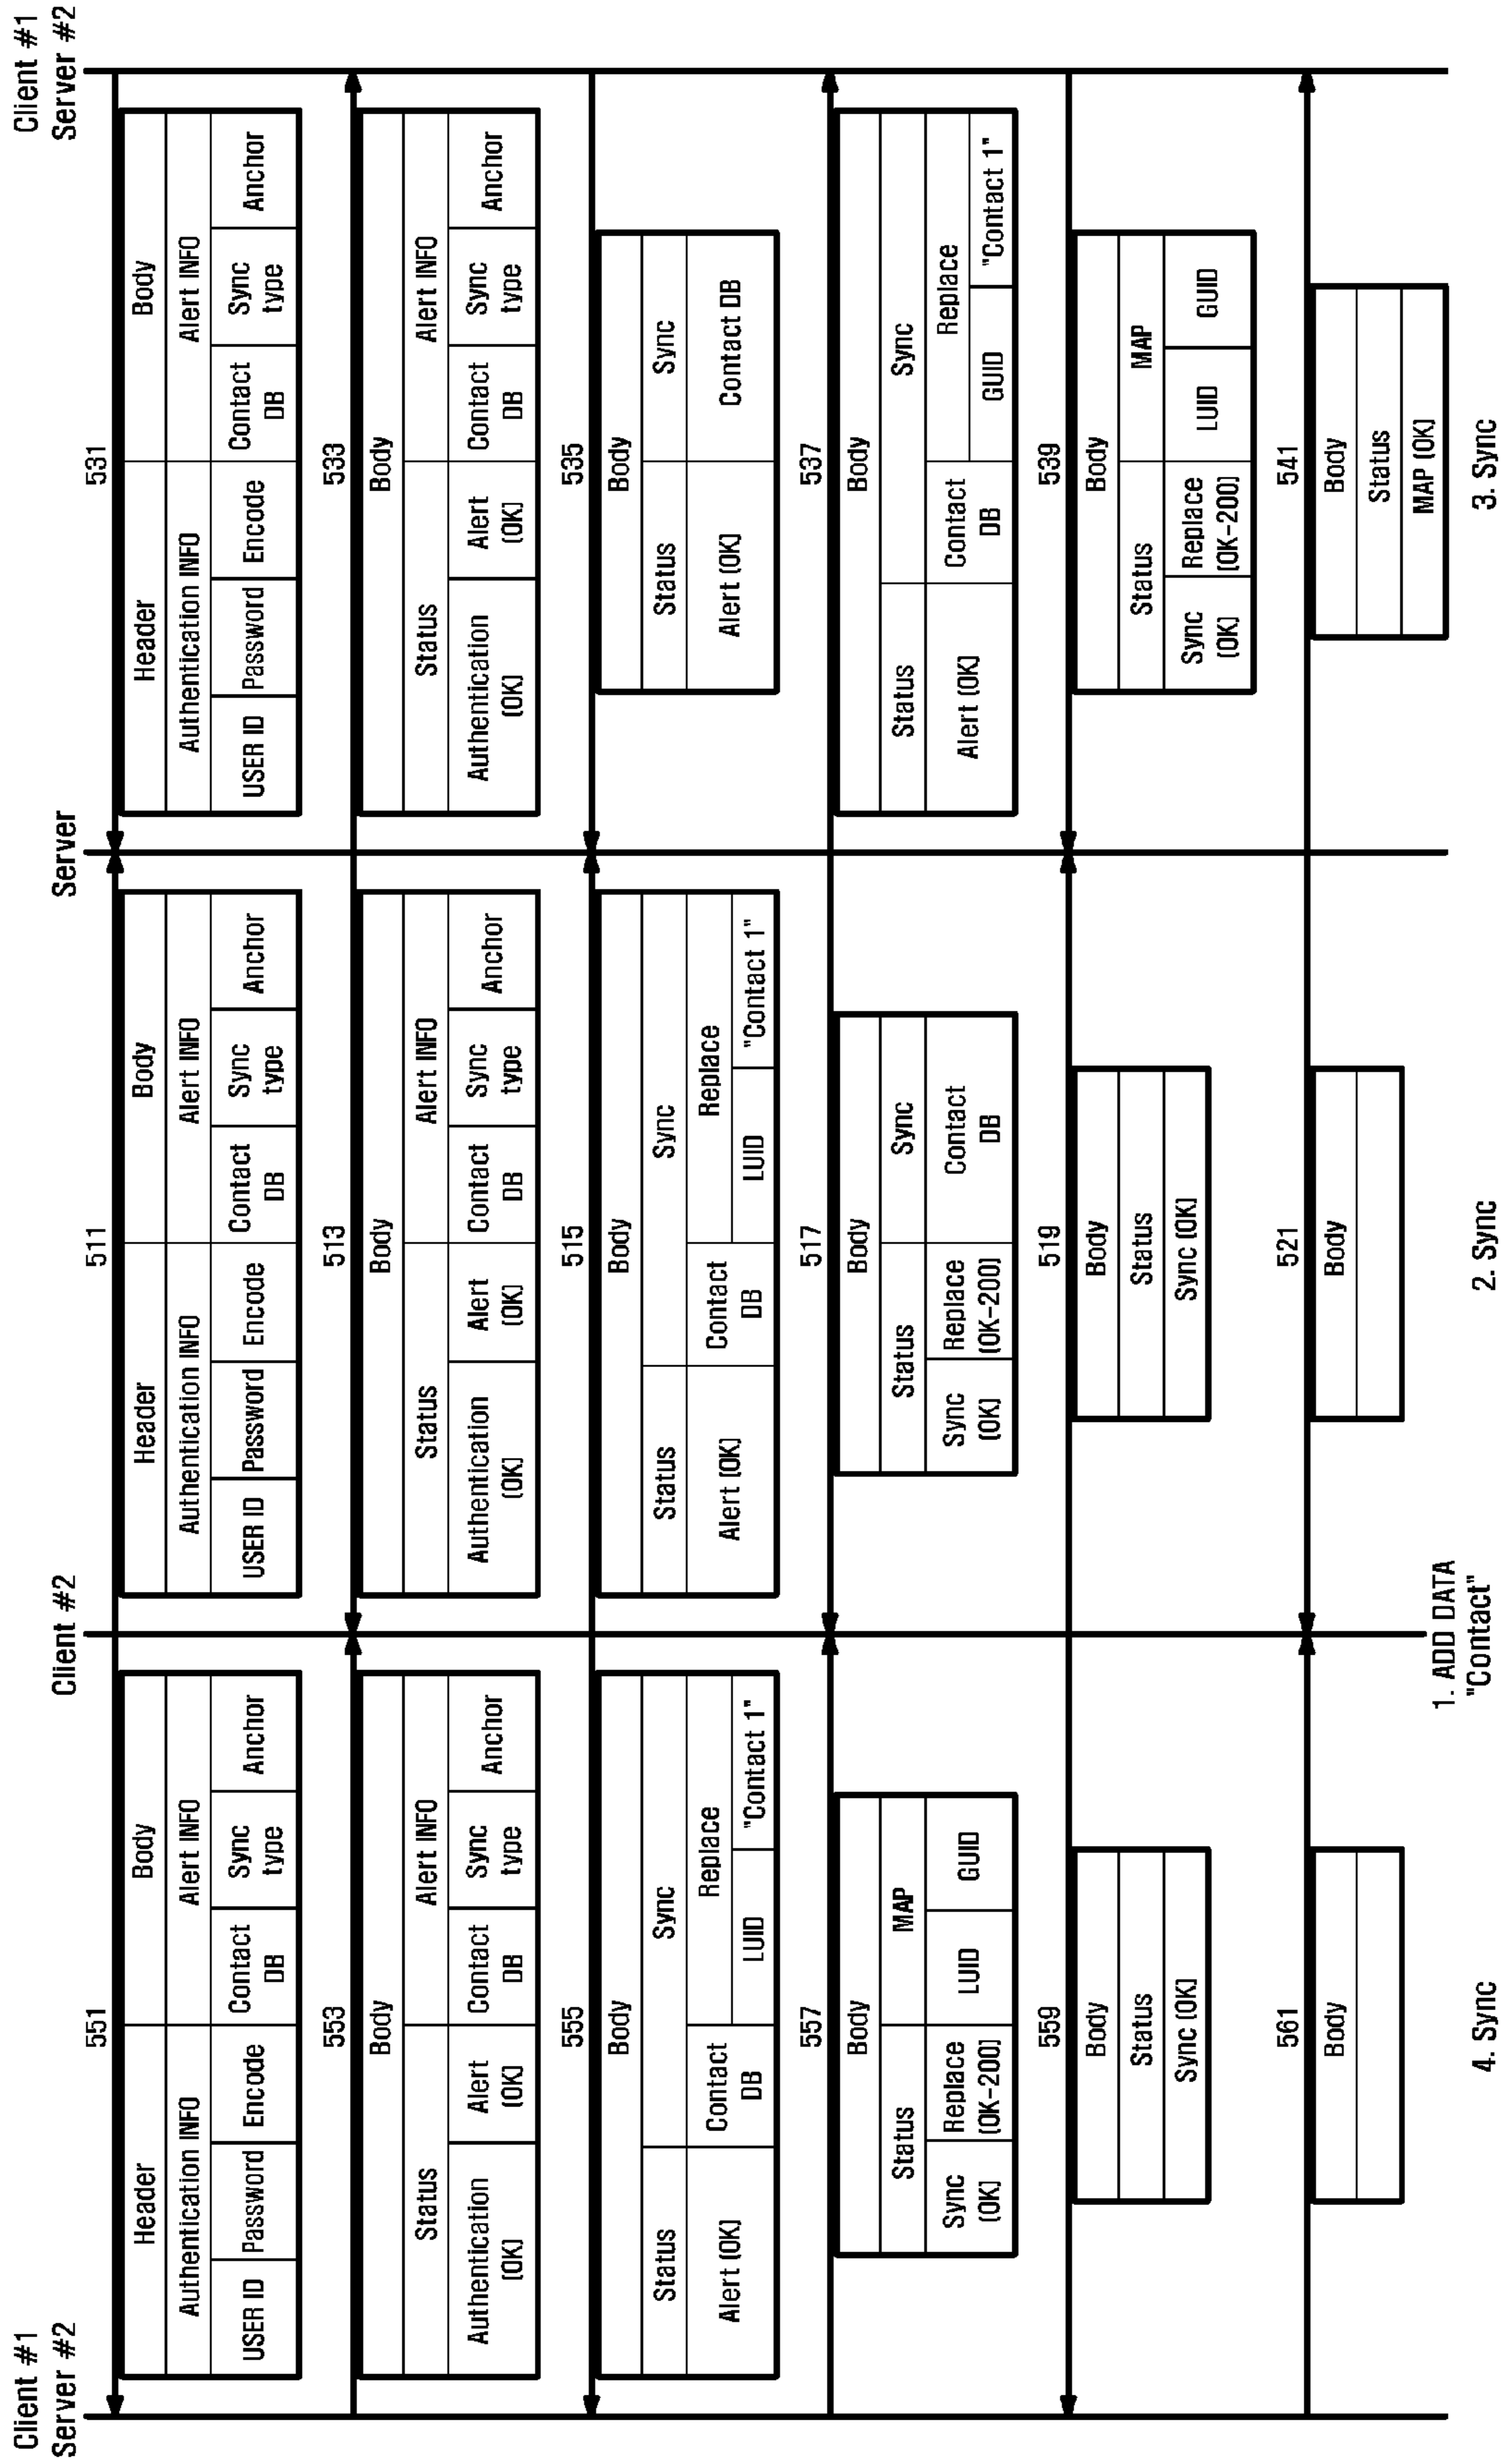 Client #1
Server #2
Client #2
Server
Client #1
Server #2
551
Header Body
Authentication INFO Alert INFO
USER ID Password Encode Contact DB Sync type Anchor
511
Header Body
Authentication INFO Alert INFO
USER ID Password Encode Contact DB Sync type Anchor
531
Header Body
Authentication INFO Alert INFO
USER ID Password Encode Contact DB Sync type Anchor
553
Body
Status Alert INFO
Authentication (OK) Alert (OK) Contact DB Sync type Anchor
513
Body
Status Alert INFO
Authentication (OK) Alert (OK) Contact DB Sync type Anchor
533
Body
Status Alert INFO
Authentication (OK) Alert (OK) Contact DB Sync type Anchor
555
Body
Status Sync
Alert (OK) Contact DB Replace
LUID "Contact 1"
515
Body
Status Sync
Alert (OK) Contact DB Replace
LUID "Contact 1"
535
Body
Status Sync
Alert (OK) Contact DB
557
Body
Status MAP
Sync (OK) Replace (OK-200) LUID GUID
517
Body
Status Sync
Sync (OK) Replace (OK-200) Contact DB
537
Body
Status Sync
Alert (OK) Contact DB Replace
GUID "Contact 1"
559
Body
Status
Sync (OK)
519
Body
Status
Sync (OK)
539
Body
Status MAP
Sync (OK) Replace (OK-200) LUID GUID
561
Body
521
Body
541
Body
Status
MAP (OK)
1. ADD DATA
"Contact"
4. Sync
2. Sync
3. Sync